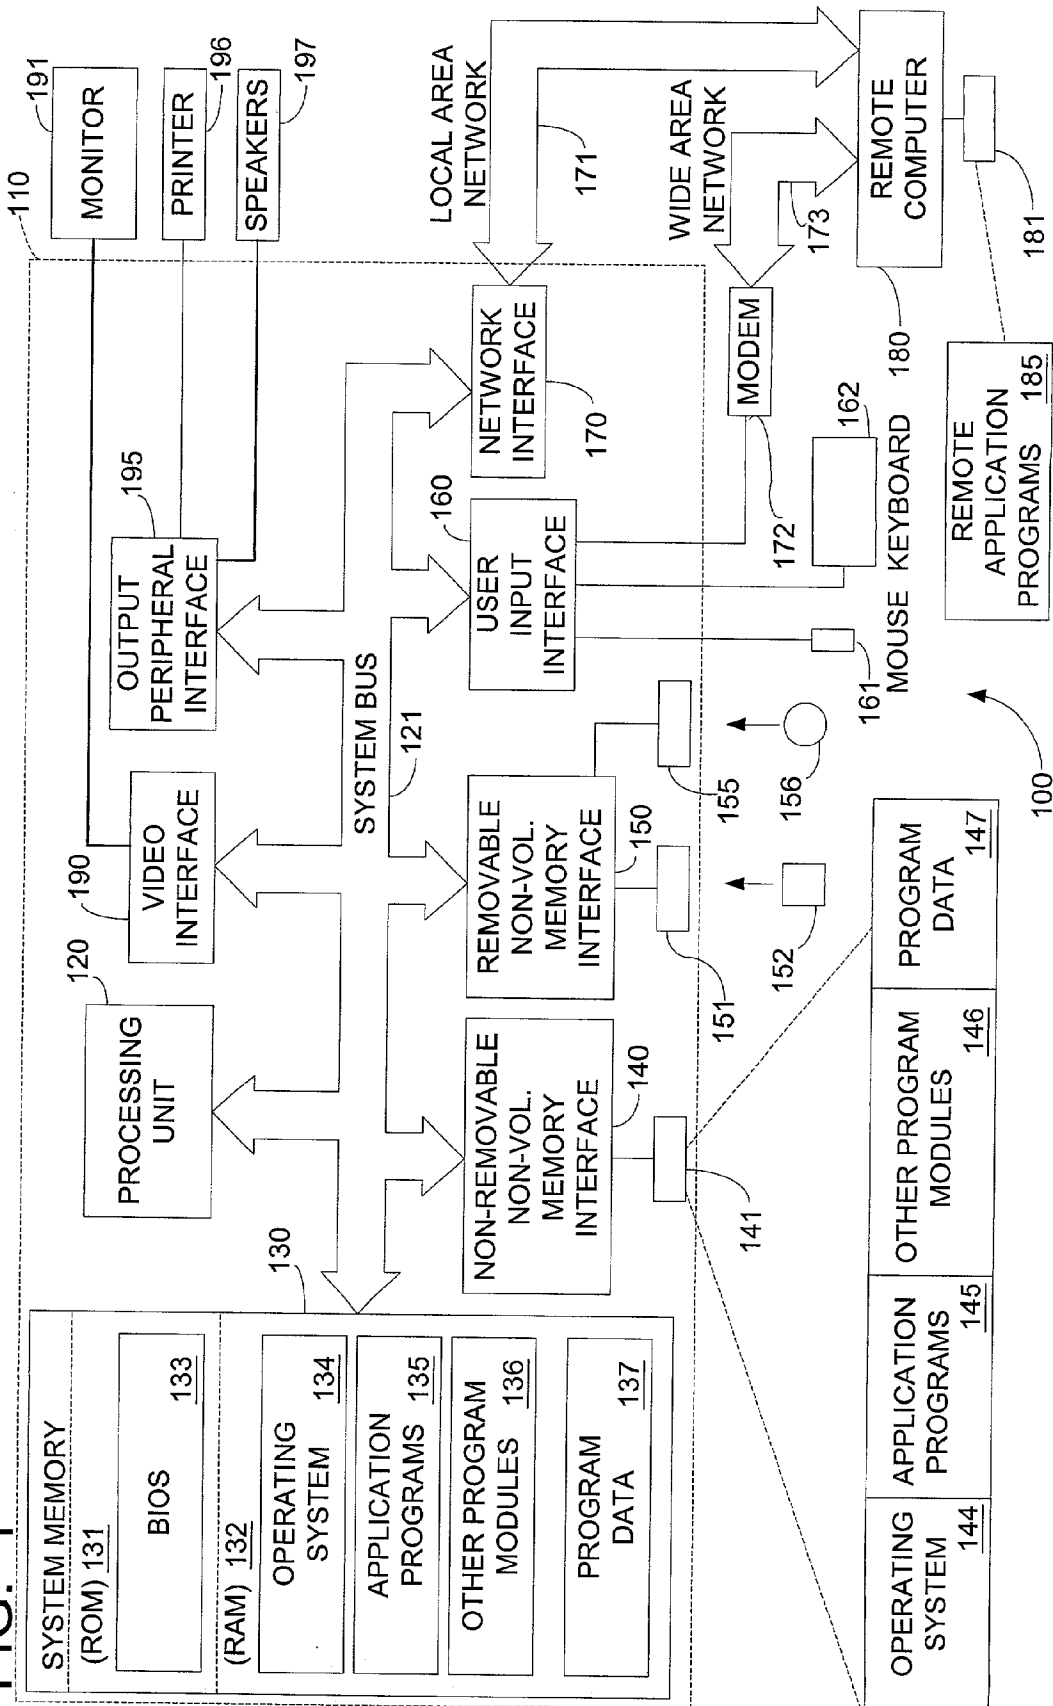 FIG. 1
SYSTEM MEMORY
(ROM) 131
BIOS
133
(RAM) 132
OPERATING
SYSTEM 134
APPLICATION
PROGRAMS 135
OTHER PROGRAM
MODULES 136
PROGRAM
DATA 137
130
120
PROCESSING
UNIT
190
VIDEO
INTERFACE
195
OUTPUT
PERIPHERAL
INTERFACE
110
191
MONITOR
196
PRINTER
197
SPEAKERS
SYSTEM BUS
121
NON-REMOVABLE
NON-VOL.
MEMORY
INTERFACE
140
REMOVABLE
NON-VOL.
MEMORY
INTERFACE
150
USER
INPUT
INTERFACE
160
NETWORK
INTERFACE
170
LOCAL AREA
NETWORK
171
WIDE AREA
NETWORK
173
MODEM
172
141
151
152
155
156
161
MOUSE
162
KEYBOARD
180
REMOTE
COMPUTER
181
REMOTE
APPLICATION
PROGRAMS 185
OPERATING
SYSTEM 144
APPLICATION
PROGRAMS 145
OTHER PROGRAM
MODULES 146
PROGRAM
DATA 147
100